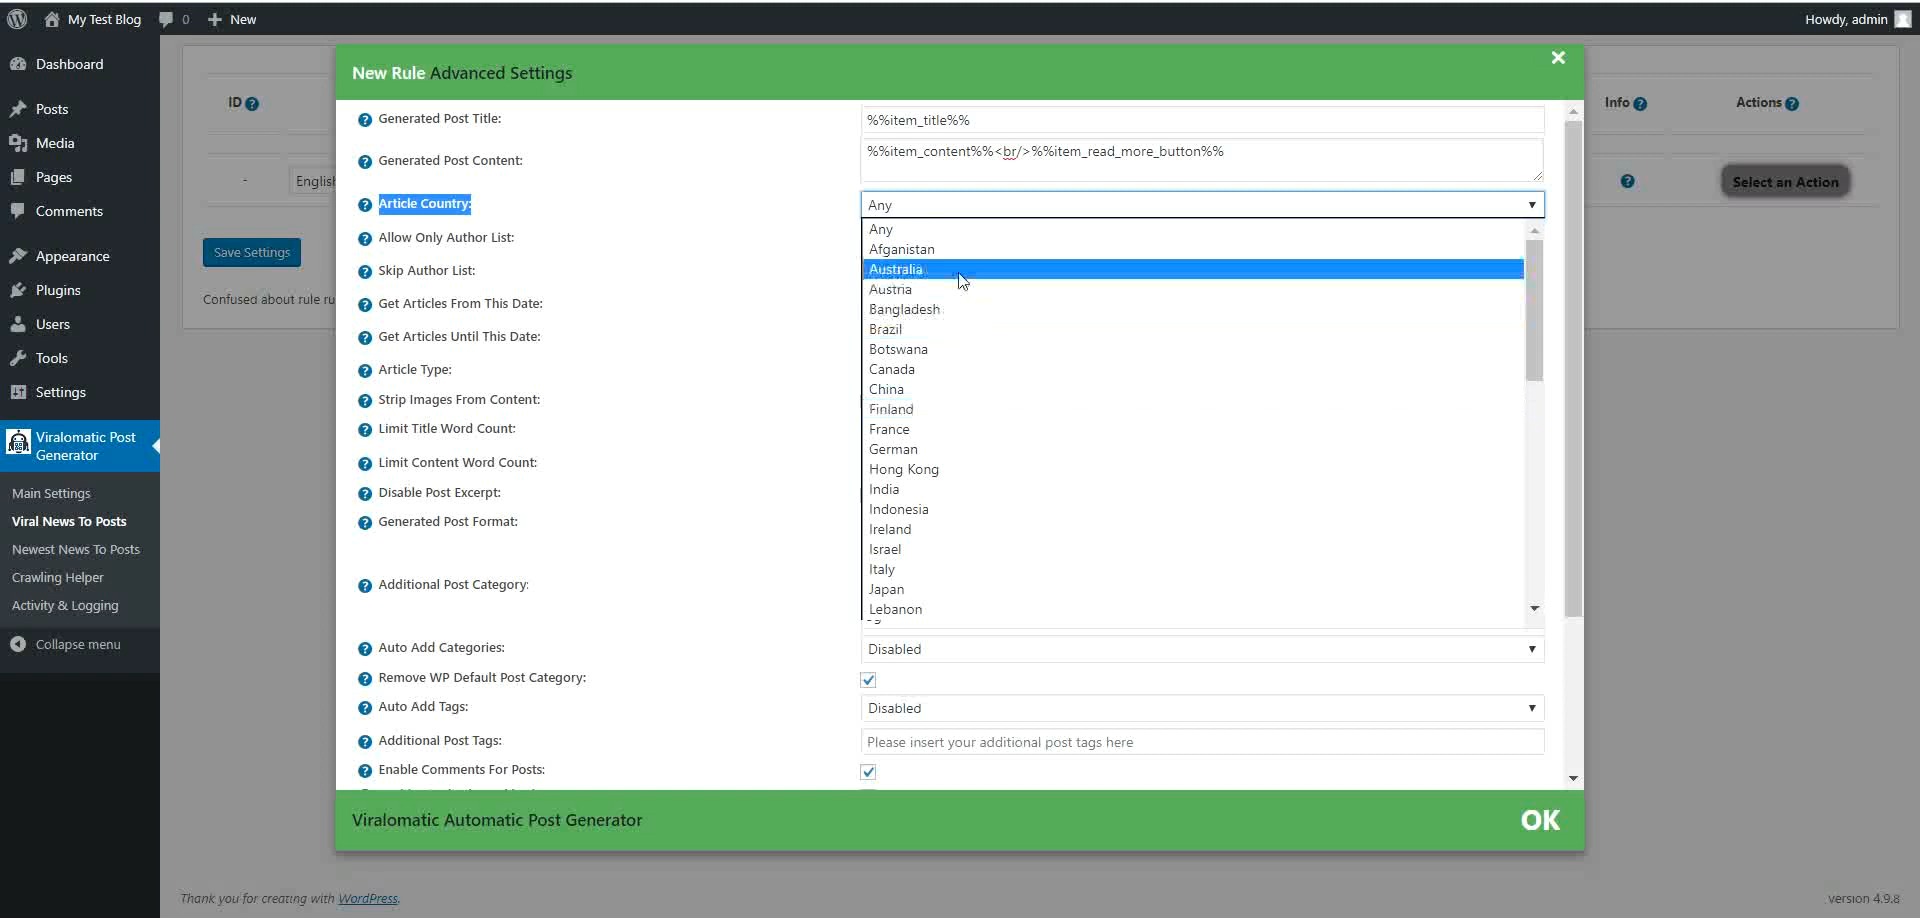 My Test Blog
0
New
Howdy, admin
Dashboard
Posts
Media
Pages
Comments
Appearance
Plugins
Users
Tools
Settings
Viralomatic Post
Generator
Main Settings
Viral News To Posts
Newest News To Posts
Crawling Helper
Activity & Logging
Collapse menu
ID
-
English
Save Settings
Confused about rule ru
Info
Actions
Select an Action
New Rule Advanced Settings
Generated Post Title:
%%item_title%%
Generated Post Content:
%%item_content%%<br/>%%item_read_more_button%%
Article Country:
Any
Allow Only Author List:
Skip Author List:
Get Articles From This Date:
Get Articles Until This Date:
Article Type:
Strip Images From Content:
Limit Title Word Count:
Limit Content Word Count:
Disable Post Excerpt:
Generated Post Format:
Additional Post Category:
Any
Afganistan
Australia
Austria
Bangladesh
Brazil
Botswana
Canada
China
Finland
France
German
Hong Kong
India
Indonesia
Ireland
Israel
Italy
Japan
Lebanon
Auto Add Categories:
Disabled
Remove WP Default Post Category:
Auto Add Tags:
Disabled
Additional Post Tags:
Please insert your additional post tags here
Enable Comments For Posts:
Viralomatic Automatic Post Generator
OK
Thank you for creating with WordPress.
Version 4.9.8